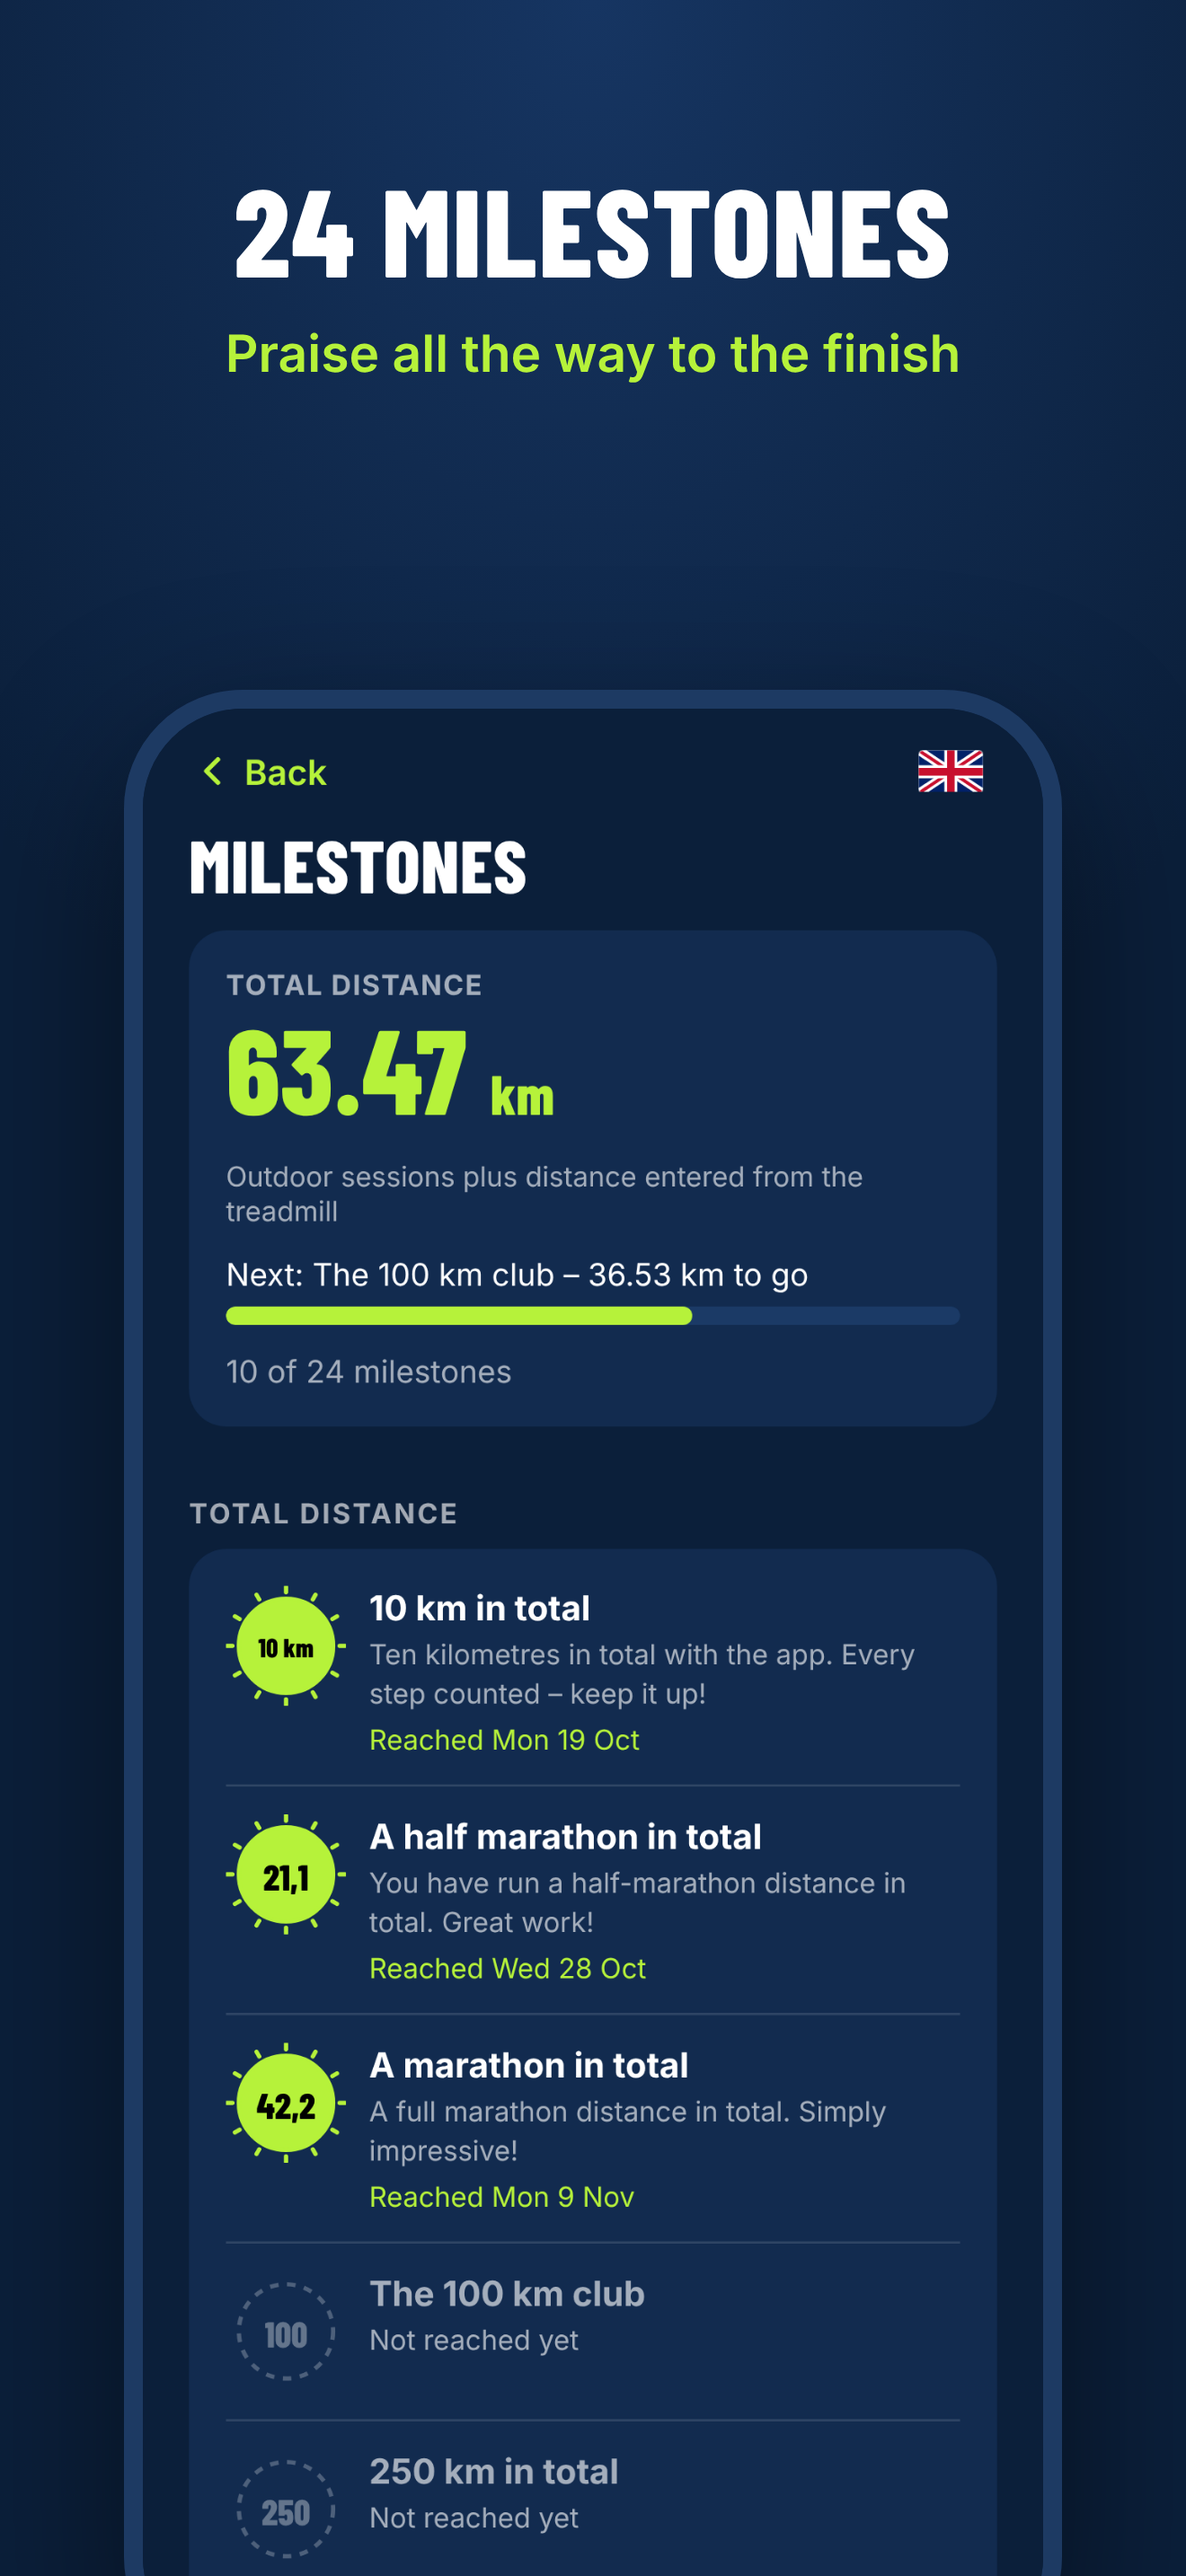 24 MILESTONES
Praise all the way to the finish
Back
MILESTONES
TOTAL DISTANCE
63.47 km
Outdoor sessions plus distance entered from the
treadmill
Next: The 100 km club – 36.53 km to go
10 of 24 milestones
TOTAL DISTANCE
10 km
10 km in total
Ten kilometres in total with the app. Every
step counted – keep it up!
Reached Mon 19 Oct
21,1
A half marathon in total
You have run a half-marathon distance in
total. Great work!
Reached Wed 28 Oct
42,2
A marathon in total
A full marathon distance in total. Simply
impressive!
Reached Mon 9 Nov
100
The 100 km club
Not reached yet
250
250 km in total
Not reached yet